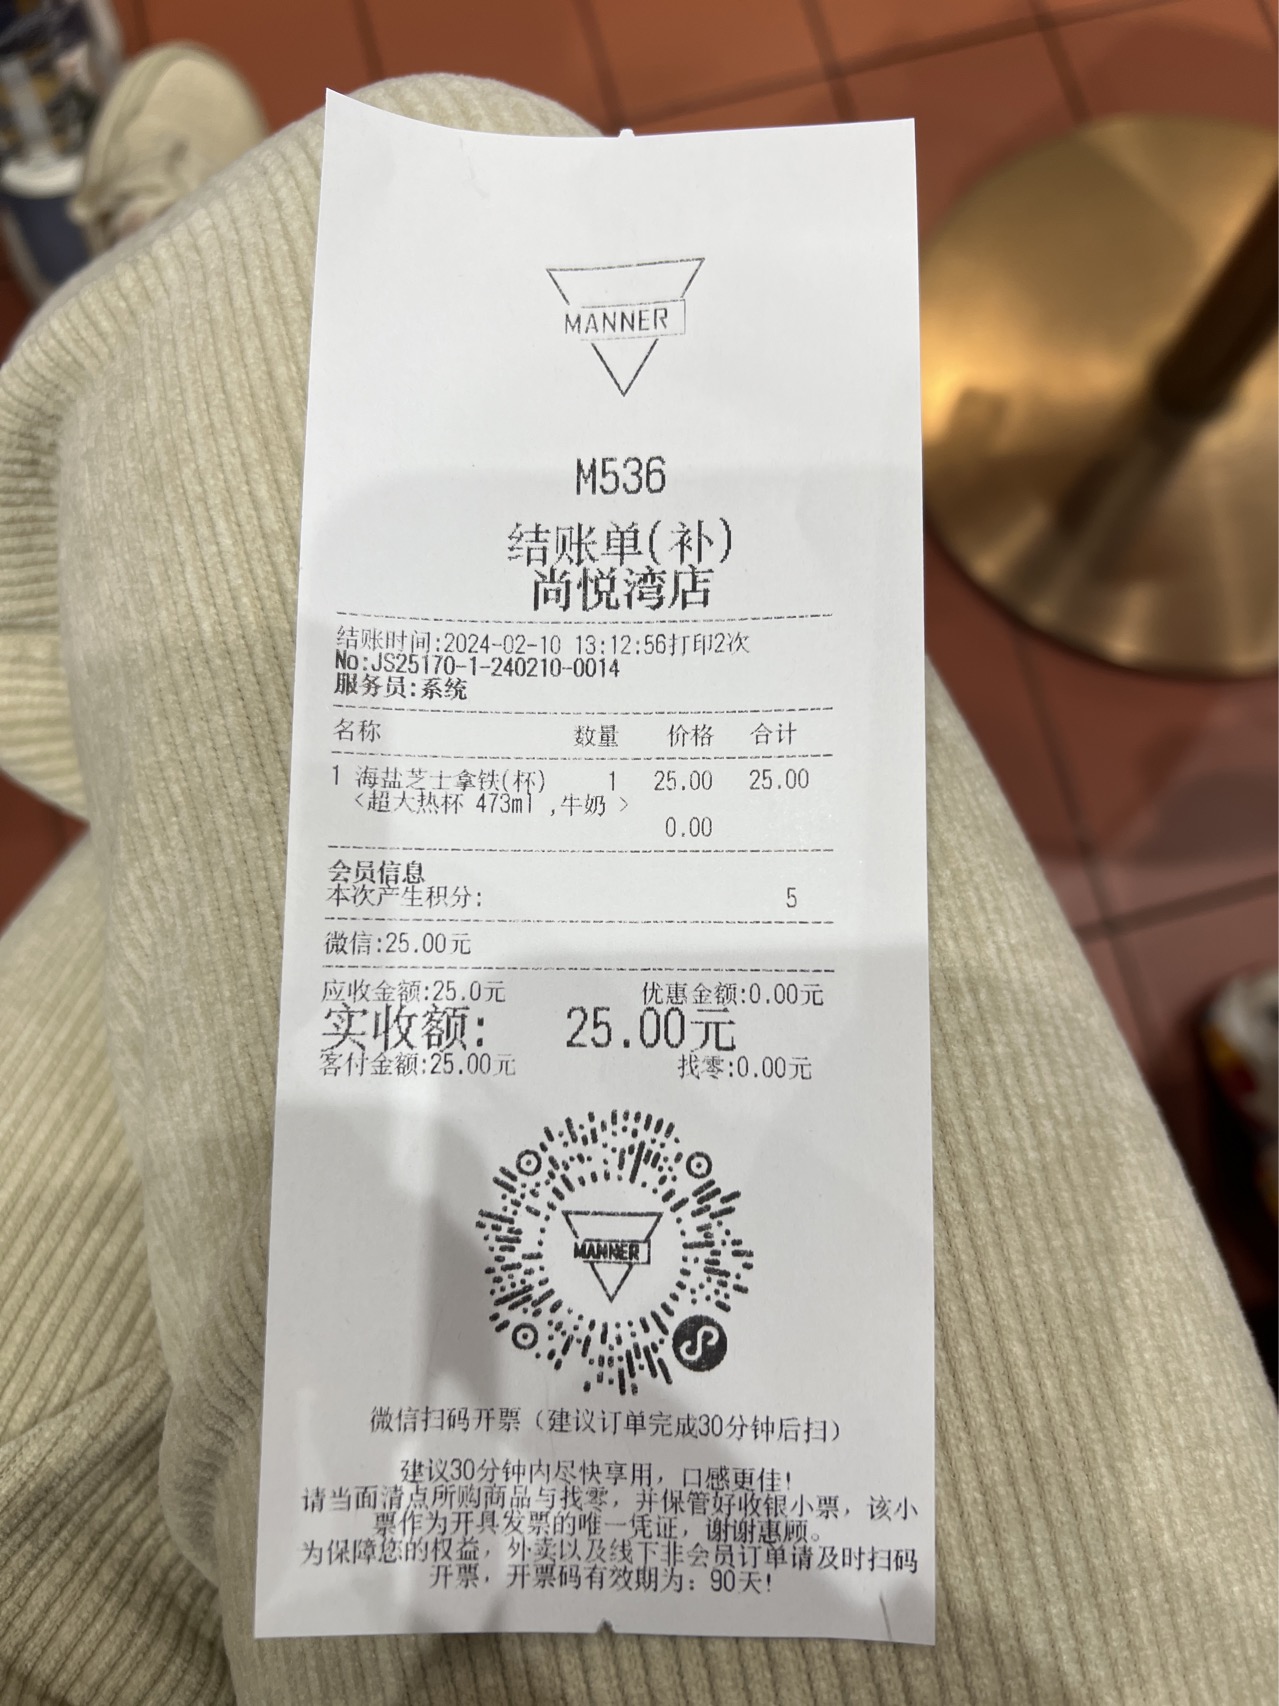 MANNER
M536
结账单(补)
尚悦湾店
结账时间:2024-02-10 13:12:56打印2次
No:JS25170-1-240210-0014
服务员:系统
名称 数量 价格 合计
1 海盐芝士拿铁(杯) 1 25.00 25.00
<超大热杯 473ml ,牛奶 >
0.00
会员信息
本次产生积分: 5
微信:25.00元
应收金额:25.0元 优惠金额:0.00元
实收额: 25.00元
客付金额:25.00元 找零:0.00元
MANNER
微信扫码开票（建议订单完成30分钟后扫）
建议30分钟内尽快享用，口感更佳!
请当面清点所购商品与找零，并保管好收银小票，该小
票作为开具发票的唯一凭证，谢谢惠顾。
为保障您的权益，外卖以及线下非会员订单请及时扫码
开票，开票码有效期为：90天!